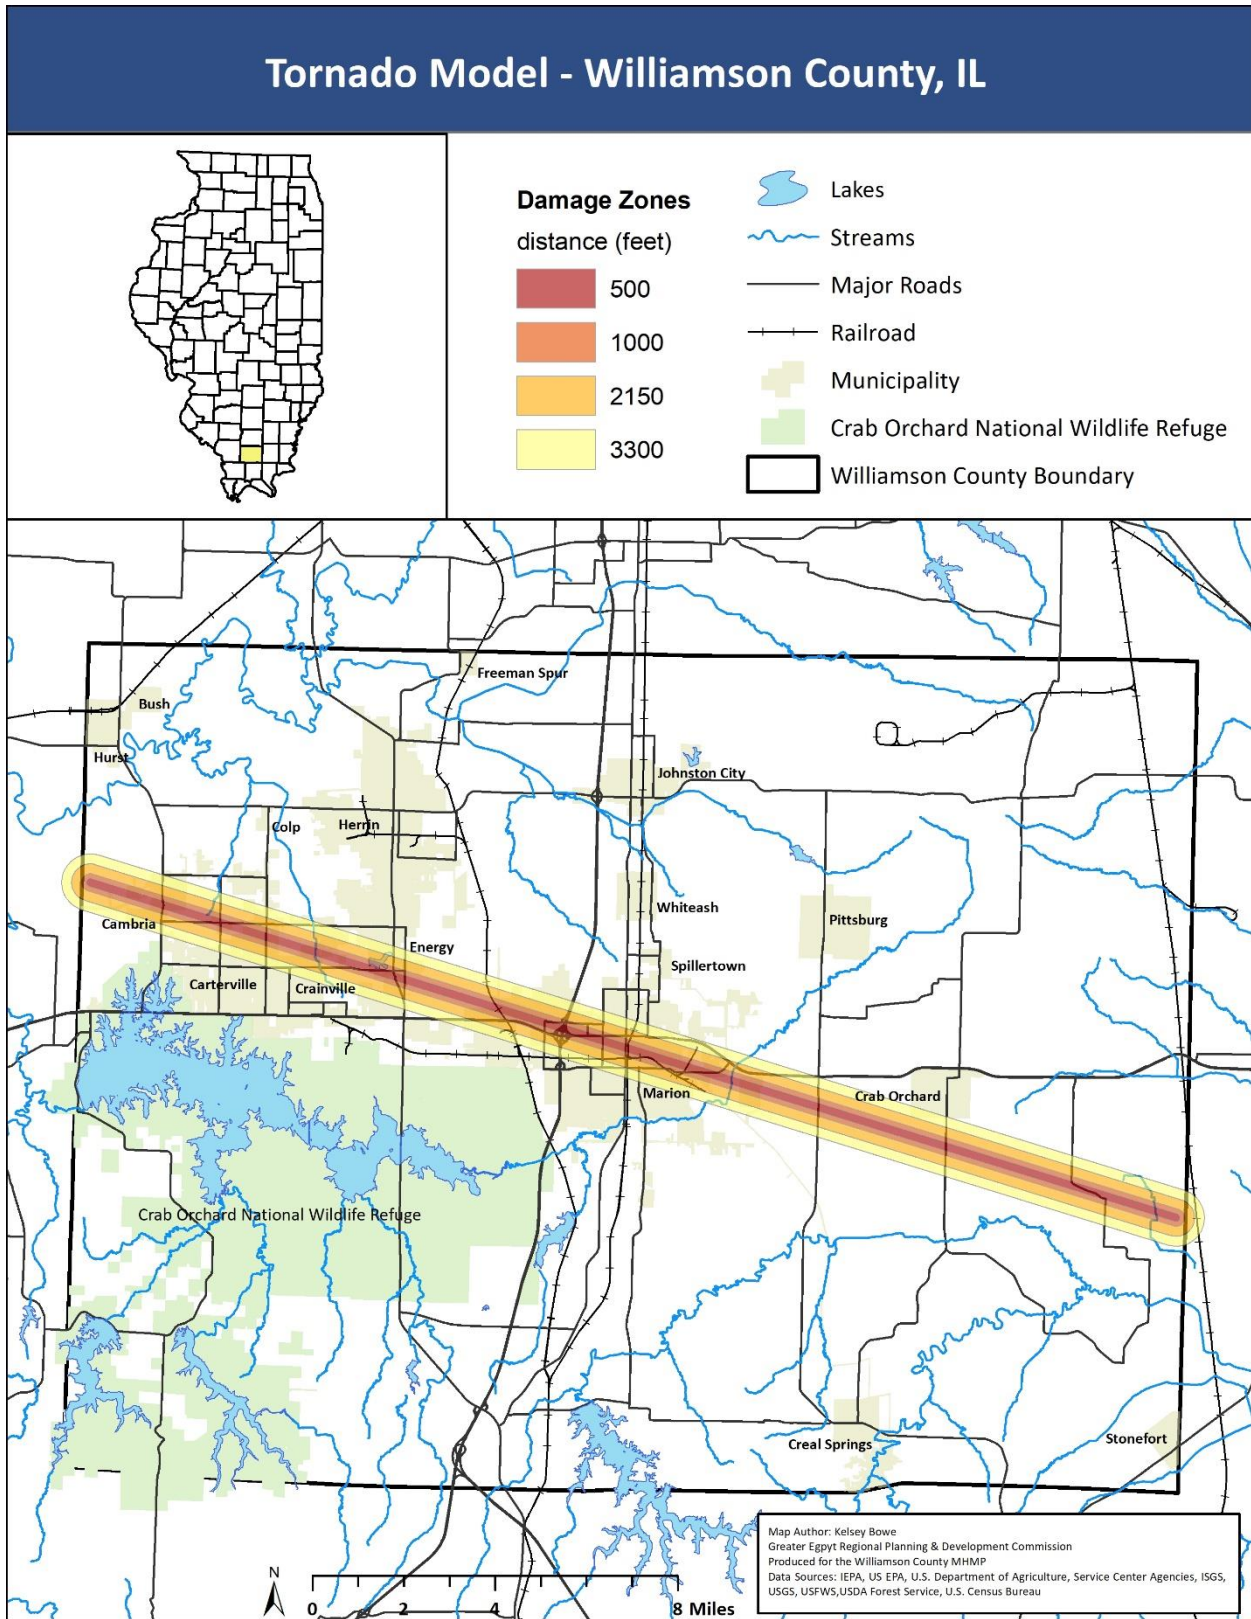 Tornado Model - Williamson County, IL
Damage Zones
distance (feet)
500
1000
2150
3300
Lakes
Streams
Major Roads
Railroad
Municipality
Crab Orchard National Wildlife Refuge
Williamson County Boundary
Freeman Spur
Bush
Hurst
Johnston City
Colp
Herrin
Whiteash
Pittsburg
Cambria
Energy
Spillertown
Carterville
Crainville
Marion
Crab Orchard
Crab Orchard National Wildlife Refuge
Creal Springs
Stonefort
N
0 2 4 8 Miles
Map Author: Kelsey Bowe
Greater Egpyt Regional Planning & Development Commission
Produced for the Williamson County MHMP
Data Sources: IEPA, US EPA, U.S. Department of Agriculture, Service Center Agencies, ISGS,
USGS, USFWS,USDA Forest Service, U.S. Census Bureau